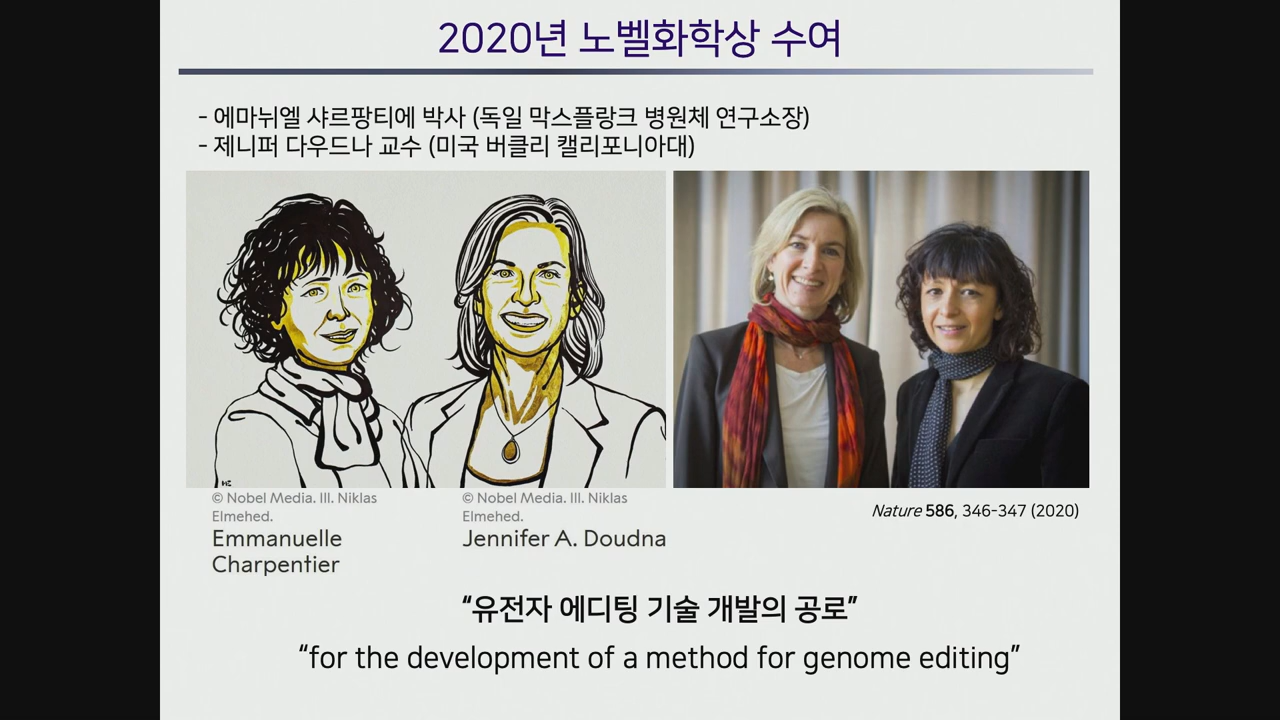 2020년 노벨화학상 수여
- 에마뉘엘 샤르팡티에 박사 (독일 막스플랑크 병원체 연구소장)
- 제니퍼 다우드나 교수 (미국 버클리 캘리포니아대)
© Nobel Media. Ill. Niklas
Elmehed.
Emmanuelle
Charpentier
© Nobel Media. Ill. Niklas
Elmehed.
Jennifer A. Doudna
Nature 586, 346-347 (2020)
“유전자 에디팅 기술 개발의 공로”
“for the development of a method for genome editing”